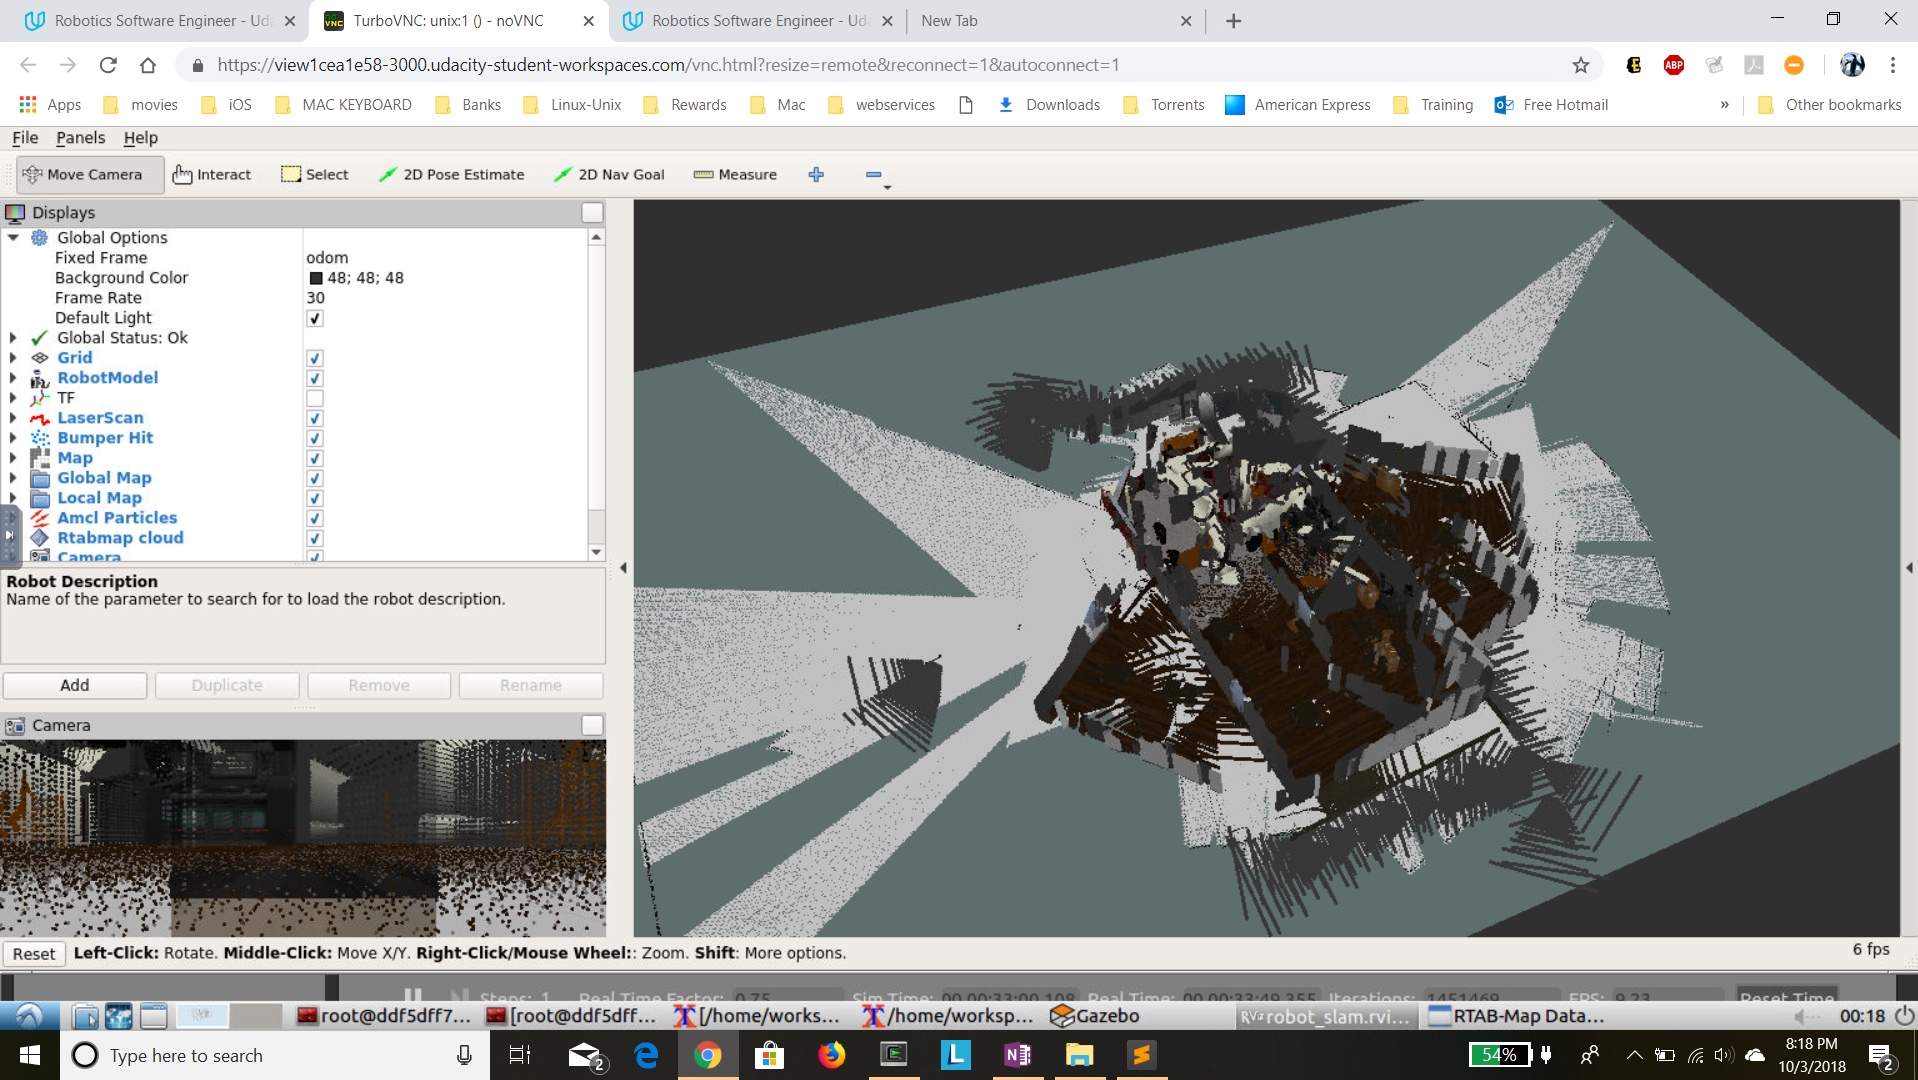 Robotics Software Engineer - Uda
TurboVNC: unix:1 () - noVNC
Robotics Software Engineer - Uda
New Tab
https://view1cea1e58-3000.udacity-student-workspaces.com/vnc.html?resize=remote&reconnect=1&autoconnect=1
ABP
Apps movies iOS MAC KEYBOARD Banks Linux-Unix Rewards Mac webservices Downloads Torrents American Express Training Free Hotmail » Other bookmarks
File Panels Help
Move Camera Interact Select 2D Pose Estimate 2D Nav Goal Measure
Displays
Global Options
Fixed Frame odom
Background Color 48; 48; 48
Frame Rate 30
Default Light
Global Status: Ok
Grid
RobotModel
TF
LaserScan
Bumper Hit
Map
Global Map
Local Map
Amcl Particles
Rtabmap cloud
Camera
Robot Description
Name of the parameter to search for to load the robot description.
Add Duplicate Remove Rename
Camera
Reset Left-Click: Rotate. Middle-Click: Move X/Y. Right-Click/Mouse Wheel:: Zoom. Shift: More options. 6 fps
Steps: 1 Real Time Factor: 0.75 Sim Time: 00 00:33:00.108 Real Time: 00 00:33:49.355 Iterations: 1451469 FPS: 9.23 Reset Time
root@ddf5dff7... [root@ddf5dff... [/home/works... /home/worksp... Gazebo robot_slam.rvi... RTAB-Map Data... 00:18
Type here to search
2
54%
8:18 PM
10/3/2018
2